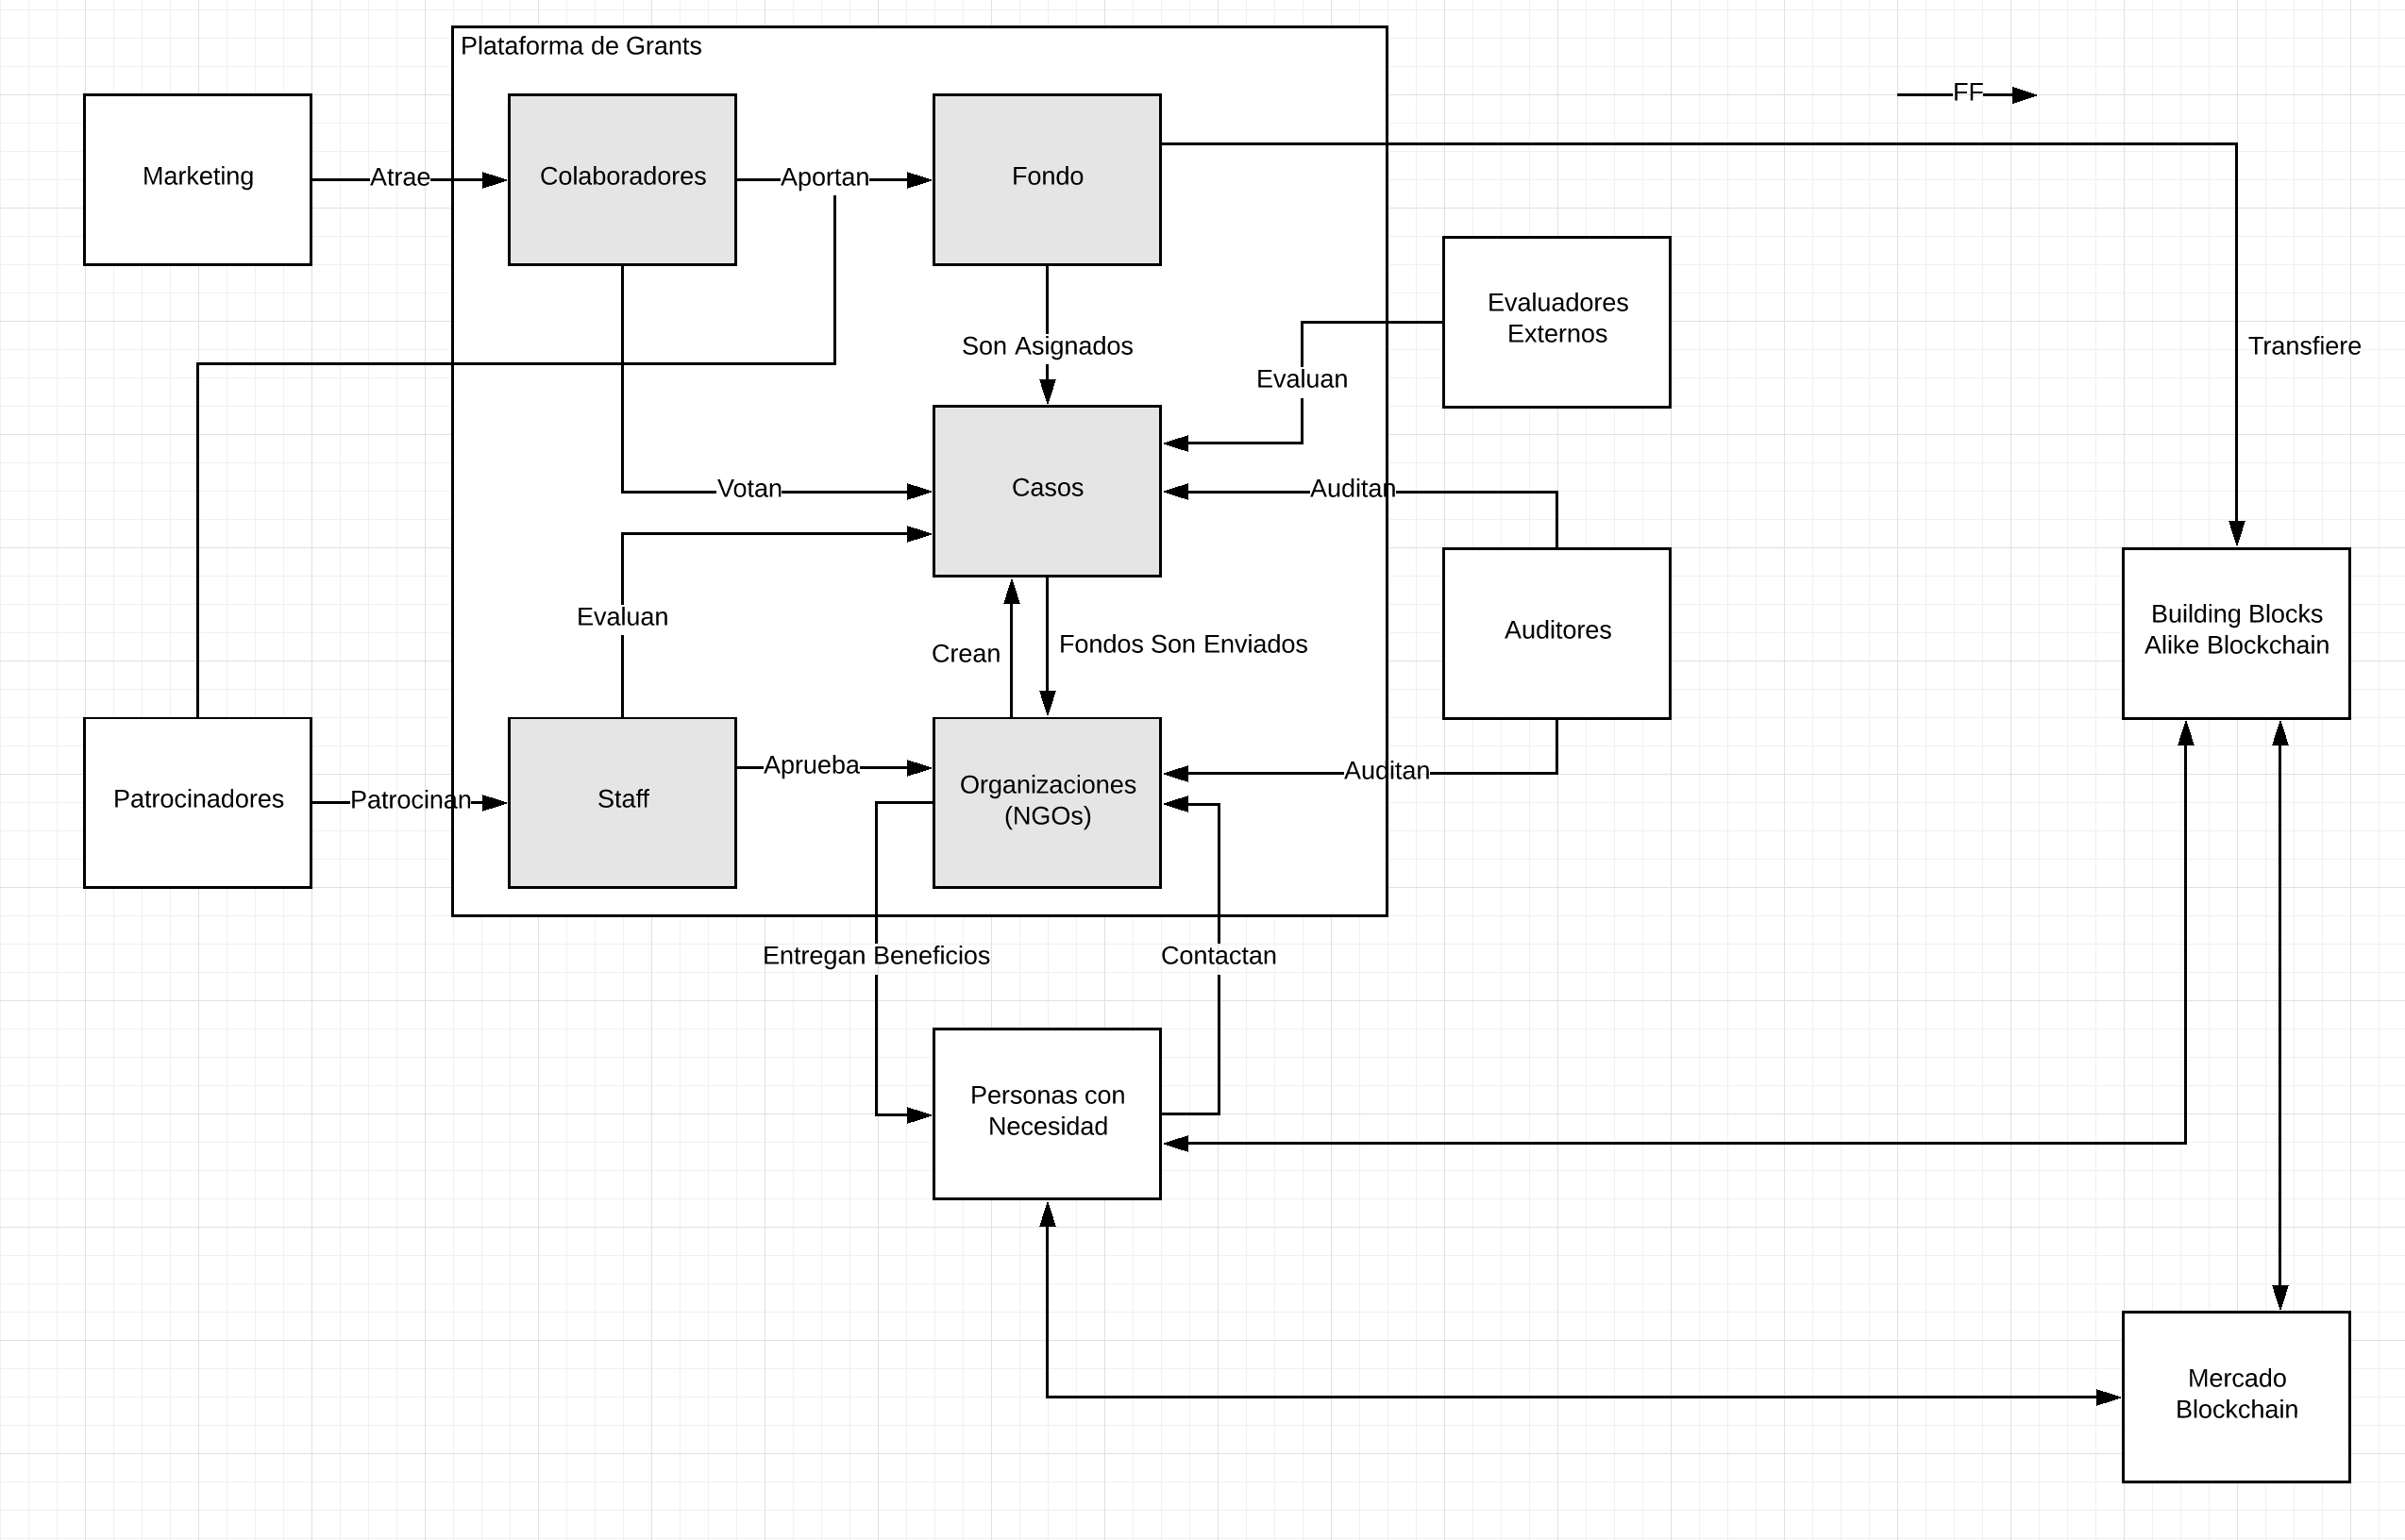 Plataforma de Grants
FF
Marketing
Atrae
Colaboradores
Aportan
Fondo
Evaluadores
Externos
Son Asignados
Transfiere
Evaluan
Votan
Casos
Auditan
Evaluan
Crean
Fondos Son Enviados
Auditores
Building Blocks
Alike Blockchain
Patrocinadores
Patrocinan
Staff
Aprueba
Organizaciones
(NGOs)
Auditan
Entregan Beneficios
Contactan
Personas con
Necesidad
Mercado
Blockchain